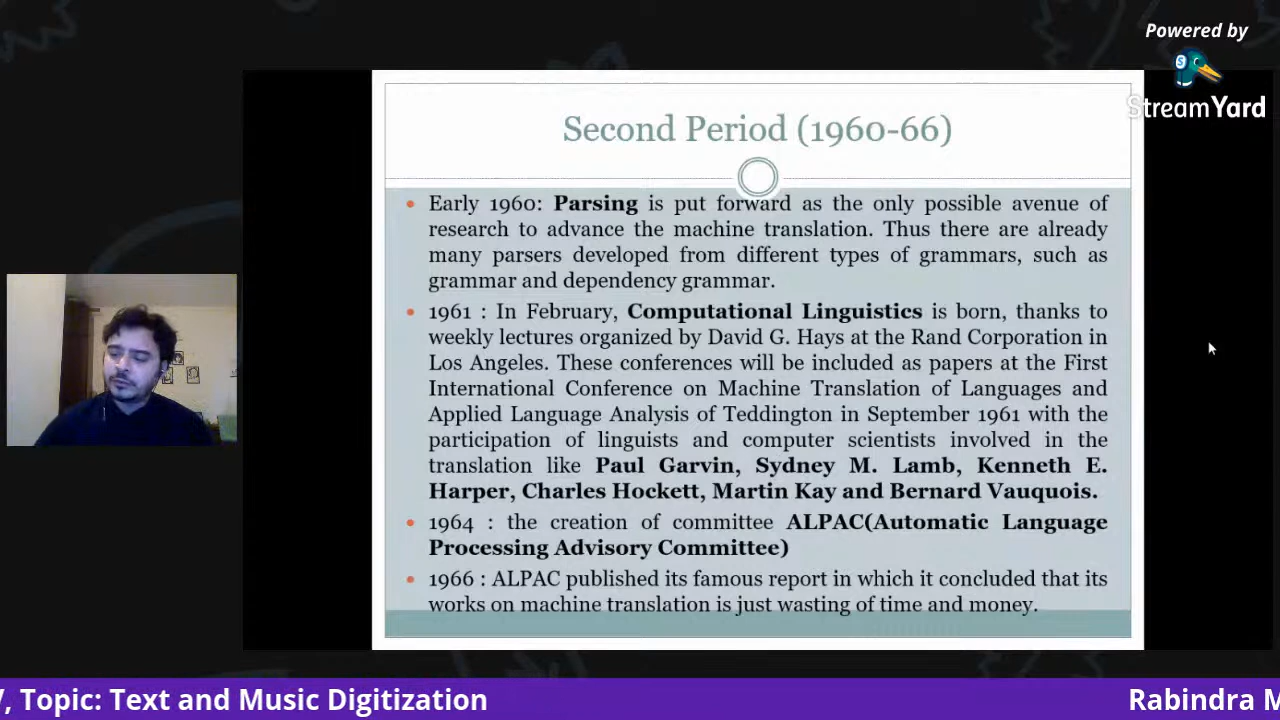 Powered by
StreamYard
Second Period (1960-66)
• Early 1960: Parsing is put forward as the only possible avenue of
research to advance the machine translation. Thus there are already
many parsers developed from different types of grammars, such as
grammar and dependency grammar.
• 1961 : In February, Computational Linguistics is born, thanks to
weekly lectures organized by David G. Hays at the Rand Corporation in
Los Angeles. These conferences will be included as papers at the First
International Conference on Machine Translation of Languages and
Applied Language Analysis of Teddington in September 1961 with the
participation of linguists and computer scientists involved in the
translation like Paul Garvin, Sydney M. Lamb, Kenneth E.
Harper, Charles Hockett, Martin Kay and Bernard Vauquois.
• 1964 : the creation of committee ALPAC(Automatic Language
Processing Advisory Committee)
• 1966 : ALPAC published its famous report in which it concluded that its
works on machine translation is just wasting of time and money.
, Topic: Text and Music Digitization
Rabindra M